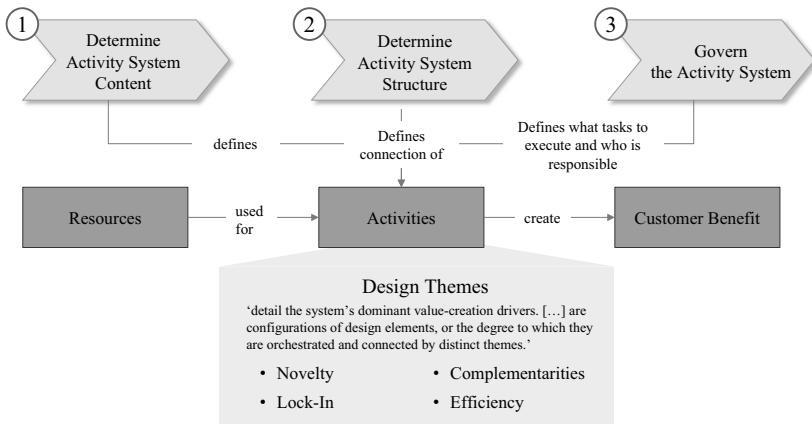 1
Determine
Activity System
Content
2
Determine
Activity System
Structure
3
Govern
the Activity System
defines
Defines
connection of
Defines what tasks to
execute and who is
responsible
Resources
used
for
Activities
create
Customer Benefit
Design Themes
‘detail the system’s dominant value-creation drivers. […] are
configurations of design elements, or the degree to which they
are orchestrated and connected by distinct themes.’
• Novelty
• Lock-In
• Complementarities
• Efficiency